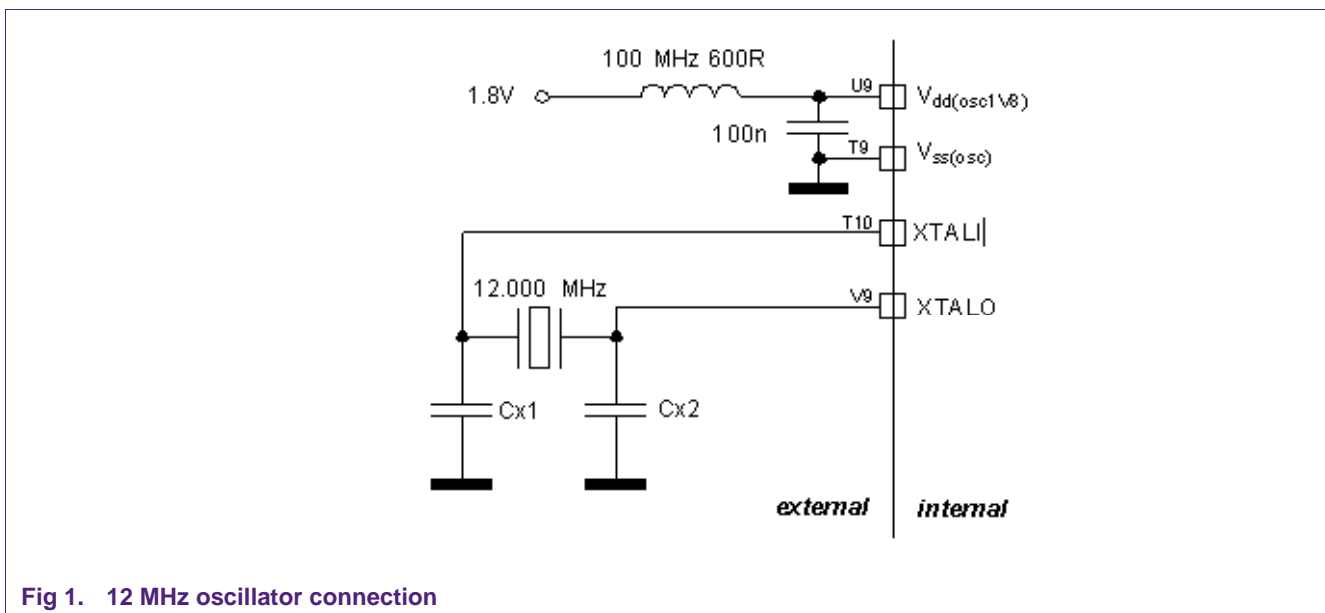 100 MHz 600R
1.8V
U9
Vdd(osc1V8)
100n
T9
Vss(osc)
T10
XTALI
12.000 MHz
V9
XTALO
Cx1
Cx2
external
internal
Fig 1. 12 MHz oscillator connection